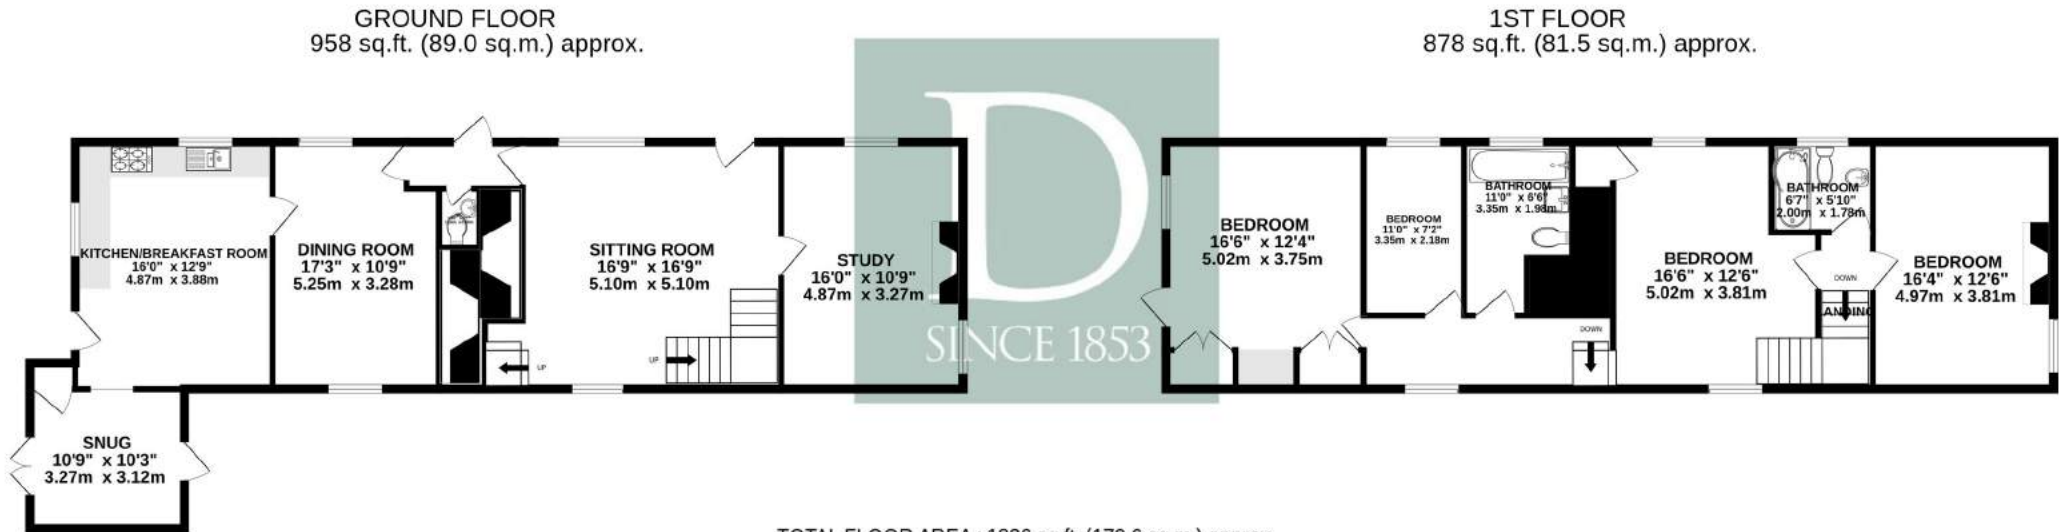 GROUND FLOOR
958 sq.ft. (89.0 sq.m.) approx.
1ST FLOOR
878 sq.ft. (81.5 sq.m.) approx.
D
SINCE 1853
KITCHEN/BREAKFAST ROOM
16'0" x 12'9"
4.87m x 3.88m
DINING ROOM
17'3" x 10'9"
5.25m x 3.28m
SITTING ROOM
16'9" x 16'9"
5.10m x 5.10m
STUDY
16'0" x 10'9"
4.87m x 3.27m
UP
UP
SNUG
10'9" x 10'3"
3.27m x 3.12m
BEDROOM
16'6" x 12'4"
5.02m x 3.75m
BEDROOM
11'0" x 7'2"
3.35m x 2.18m
BATHROOM
11'0" x 6'6"
3.35m x 1.98m
DOWN
BEDROOM
16'6" x 12'6"
5.02m x 3.81m
BATHROOM
6'7" x 5'10"
2.00m x 1.78m
DOWN
LANDING
BEDROOM
16'4" x 12'6"
4.97m x 3.81m